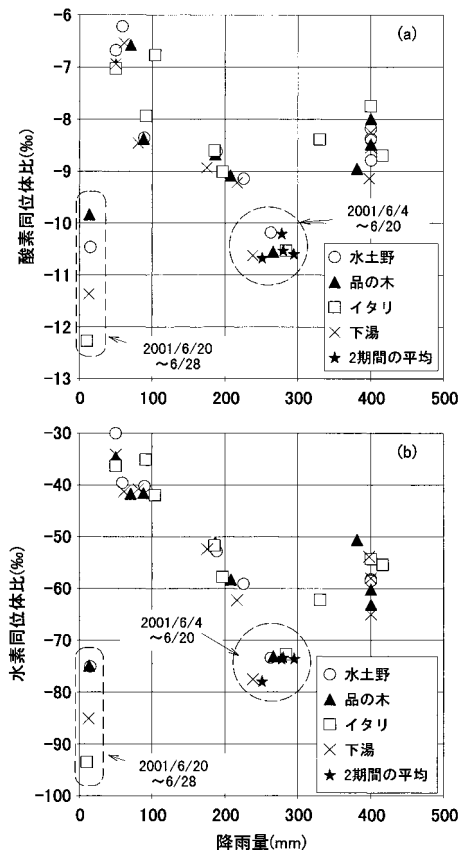 -6
-7
-8
-9
-10
-11
-12
-13
酸素同位体比(‰)
(a)
2001/6/4
～6/20
○ 水土野
▲ 品の木
□ イタリ
× 下湯
★ 2期間の平均
2001/6/20
～6/28
0 100 200 300 400 500
-30
-40
-50
-60
-70
-80
-90
-100
水素同位体比(‰)
(b)
2001/6/4
～6/20
○ 水土野
▲ 品の木
□ イタリ
× 下湯
★ 2期間の平均
2001/6/20
～6/28
0 100 200 300 400 500
降雨量(mm)